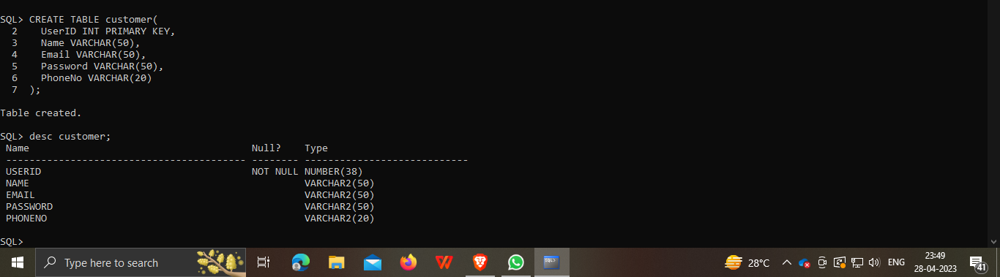 SQL> CREATE TABLE customer(
  2    UserID INT PRIMARY KEY,
  3    Name VARCHAR(50),
  4    Email VARCHAR(50),
  5    Password VARCHAR(50),
  6    PhoneNo VARCHAR(20)
  7  );
Table created.
SQL> desc customer;
 Name                                      Null?    Type
 ----------------------------------------- -------- ----------------------------
 USERID                                    NOT NULL NUMBER(38)
 NAME                                               VARCHAR2(50)
 EMAIL                                              VARCHAR2(50)
 PASSWORD                                           VARCHAR2(50)
 PHONENO                                            VARCHAR2(20)
SQL>
Type here to search
SQL>
28°C
ENG
23:49
28-04-2023
41